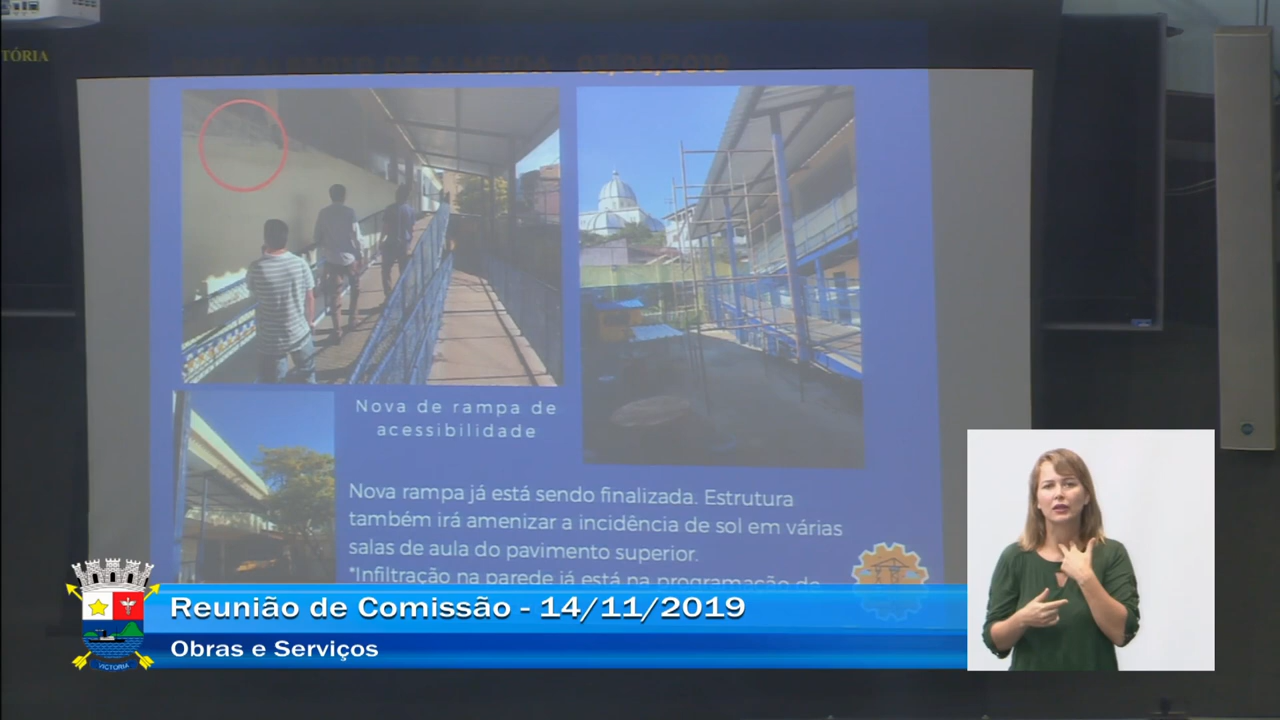 TÓRIA
Nova de rampa de
acessibilidade
Nova rampa já está sendo finalizada. Estrutura
também irá amenizar a incidência de sol em várias
salas de aula do pavimento superior.
*Infiltração na parede já está na programação de
Reunião de Comissão - 14/11/2019
Obras e Serviços
VICTORIA